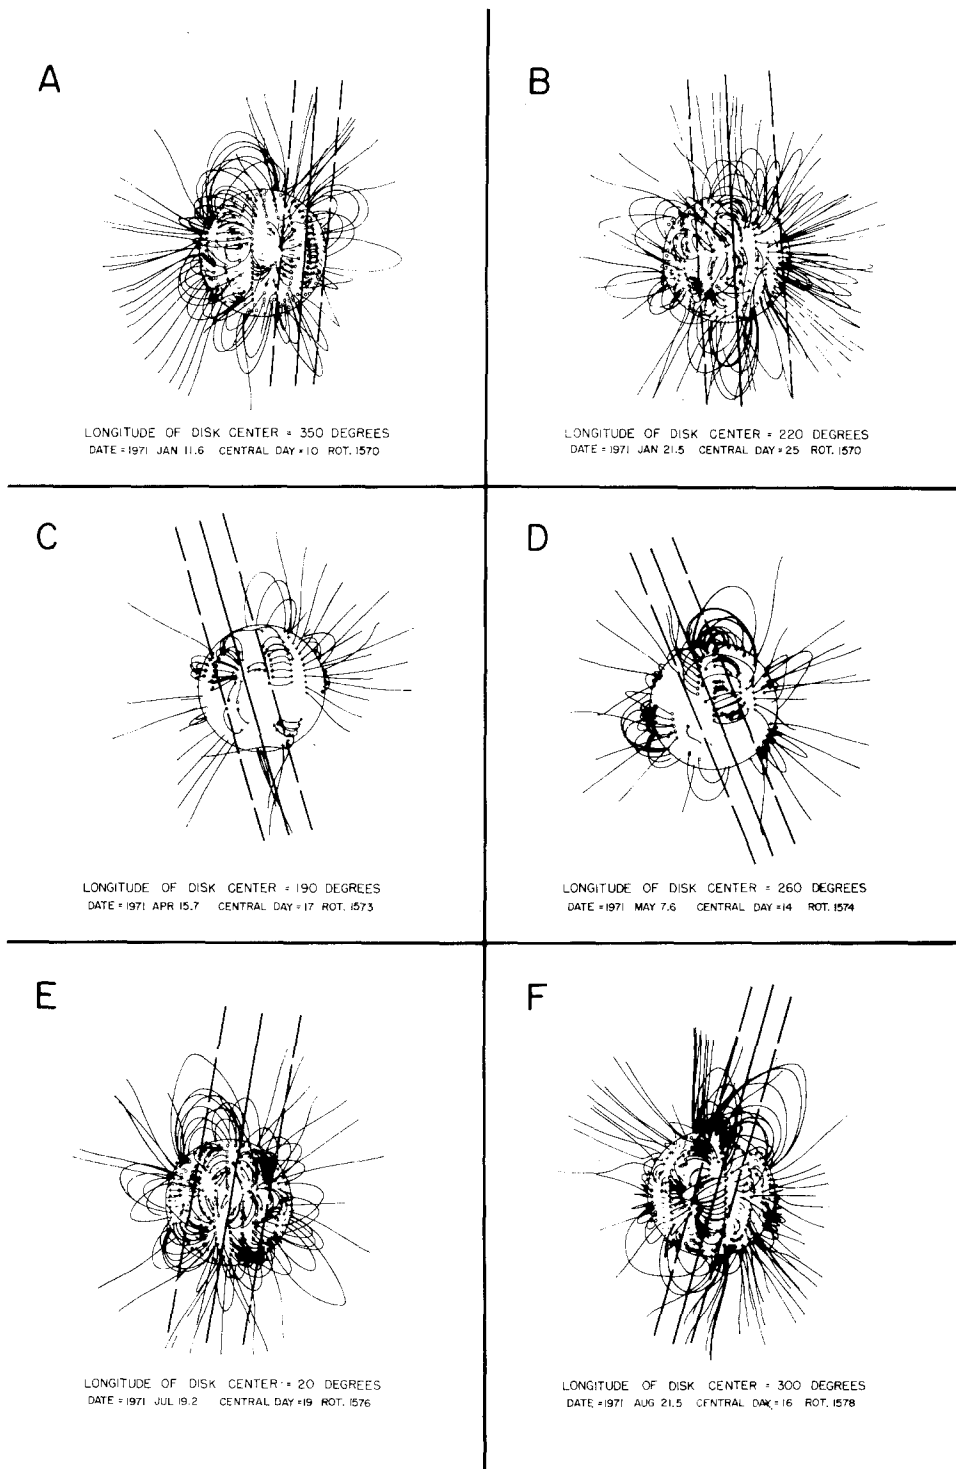 A
LONGITUDE OF DISK CENTER = 350 DEGREES
DATE = 1971 JAN 11.6 CENTRAL DAY = 10 ROT. 1570
B
LONGITUDE OF DISK CENTER = 220 DEGREES
DATE = 1971 JAN 21.5 CENTRAL DAY = 25 ROT. 1570
C
LONGITUDE OF DISK CENTER = 190 DEGREES
DATE = 1971 APR 15.7 CENTRAL DAY = 17 ROT. 1573
D
LONGITUDE OF DISK CENTER = 260 DEGREES
DATE = 1971 MAY 7.6 CENTRAL DAY = 14 ROT. 1574
E
LONGITUDE OF DISK CENTER = 20 DEGREES
DATE = 1971 JUL 19.2 CENTRAL DAY = 19 ROT. 1576
F
LONGITUDE OF DISK CENTER = 300 DEGREES
DATE = 1971 AUG 21.5 CENTRAL DAY = 16 ROT. 1578